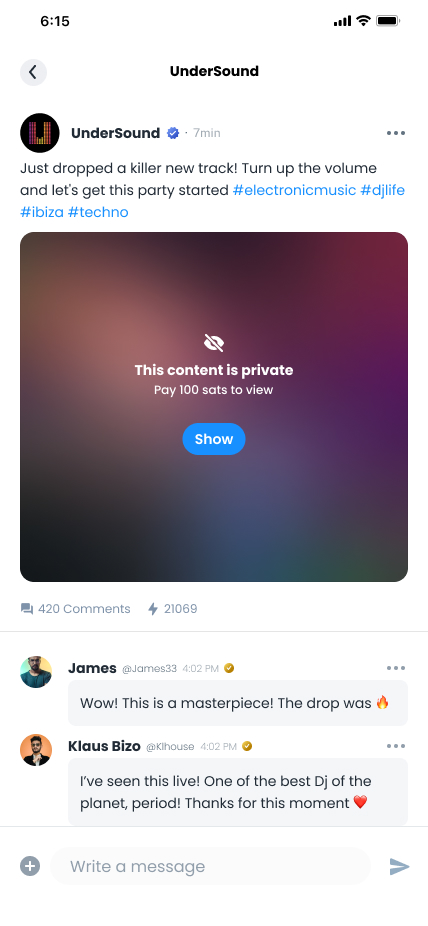 6:15
UnderSound
UnderSound · 7min
Just dropped a killer new track! Turn up the volume
and let's get this party started #electronicmusic #djlife
#ibiza #techno
This content is private
Pay 100 sats to view
Show
420 Comments 21069
James @James33 4:02 PM
Wow! This is a masterpiece! The drop was 🔥
Klaus Bizo @Klhouse 4:02 PM
I’ve seen this live! One of the best Dj of the
planet, period! Thanks for this moment ❤️
Write a message